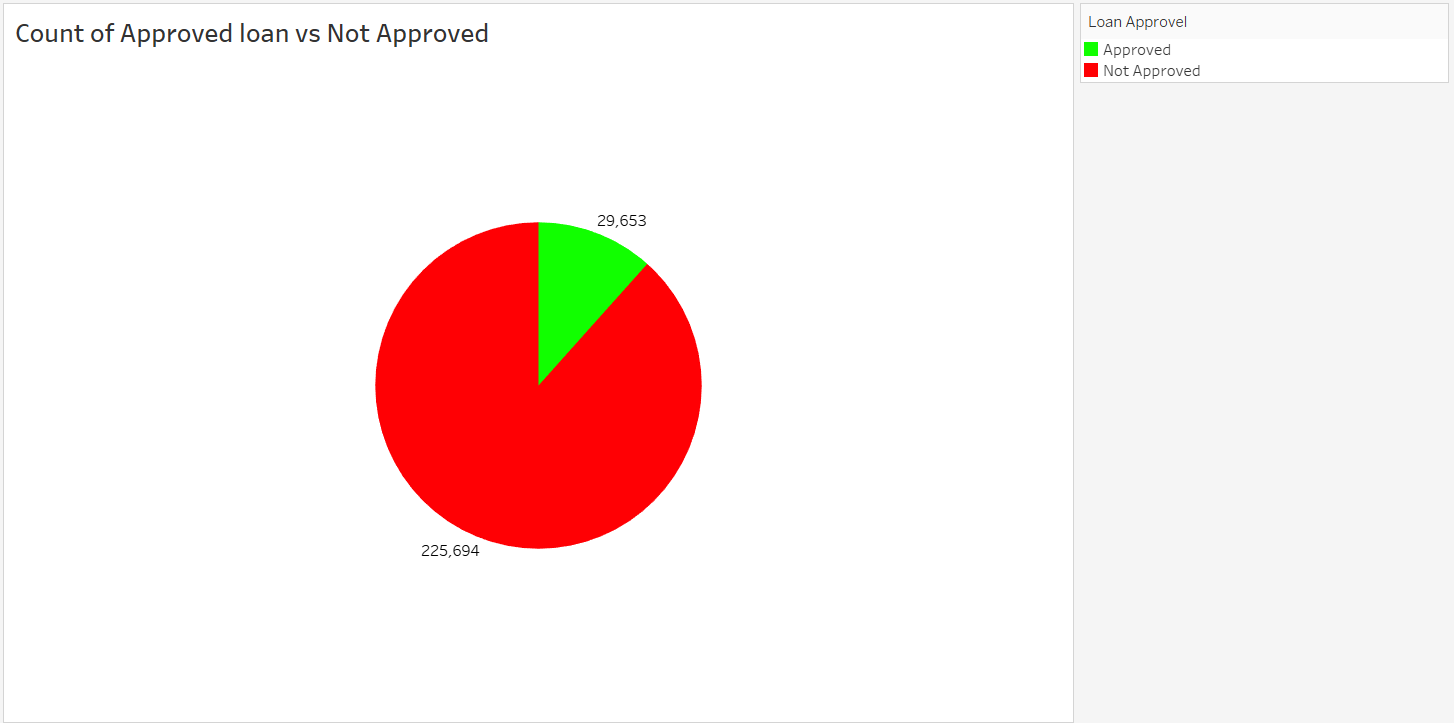 Count of Approved loan vs Not Approved
Loan Approvel
Approved
Not Approved
29,653
225,694